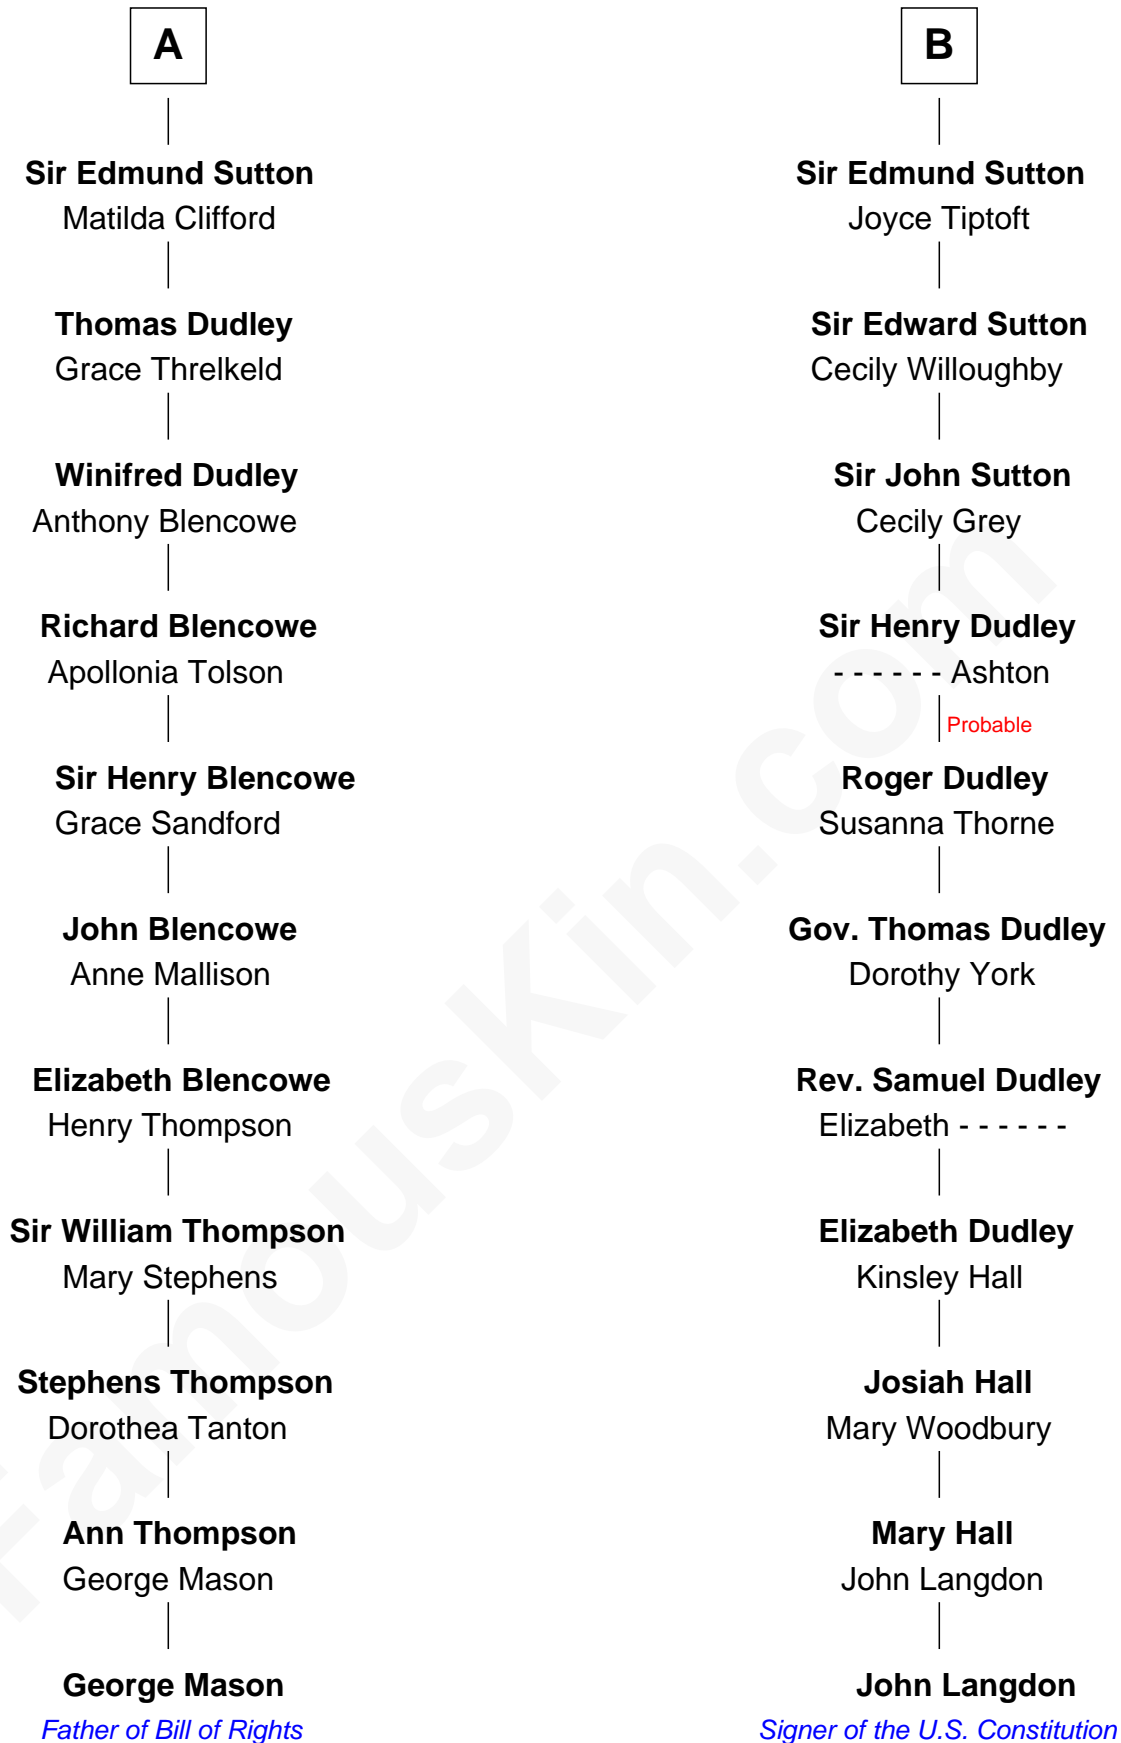 A
Sir Edmund Sutton
Matilda Clifford
Thomas Dudley
Grace Threlkeld
Winifred Dudley
Anthony Blencowe
Richard Blencowe
Apollonia Tolson
Sir Henry Blencowe
Grace Sandford
John Blencowe
Anne Mallison
Elizabeth Blencowe
Henry Thompson
Sir William Thompson
Mary Stephens
Stephens Thompson
Dorothea Tanton
Ann Thompson
George Mason
George Mason
Father of Bill of Rights
B
Sir Edmund Sutton
Joyce Tiptoft
Sir Edward Sutton
Cecily Willoughby
Sir John Sutton
Cecily Grey
Sir Henry Dudley
- - - - - - Ashton
Probable
Roger Dudley
Susanna Thorne
Gov. Thomas Dudley
Dorothy York
Rev. Samuel Dudley
Elizabeth - - - - - -
Elizabeth Dudley
Kinsley Hall
Josiah Hall
Mary Woodbury
Mary Hall
John Langdon
John Langdon
Signer of the U.S. Constitution
FamousKin.com